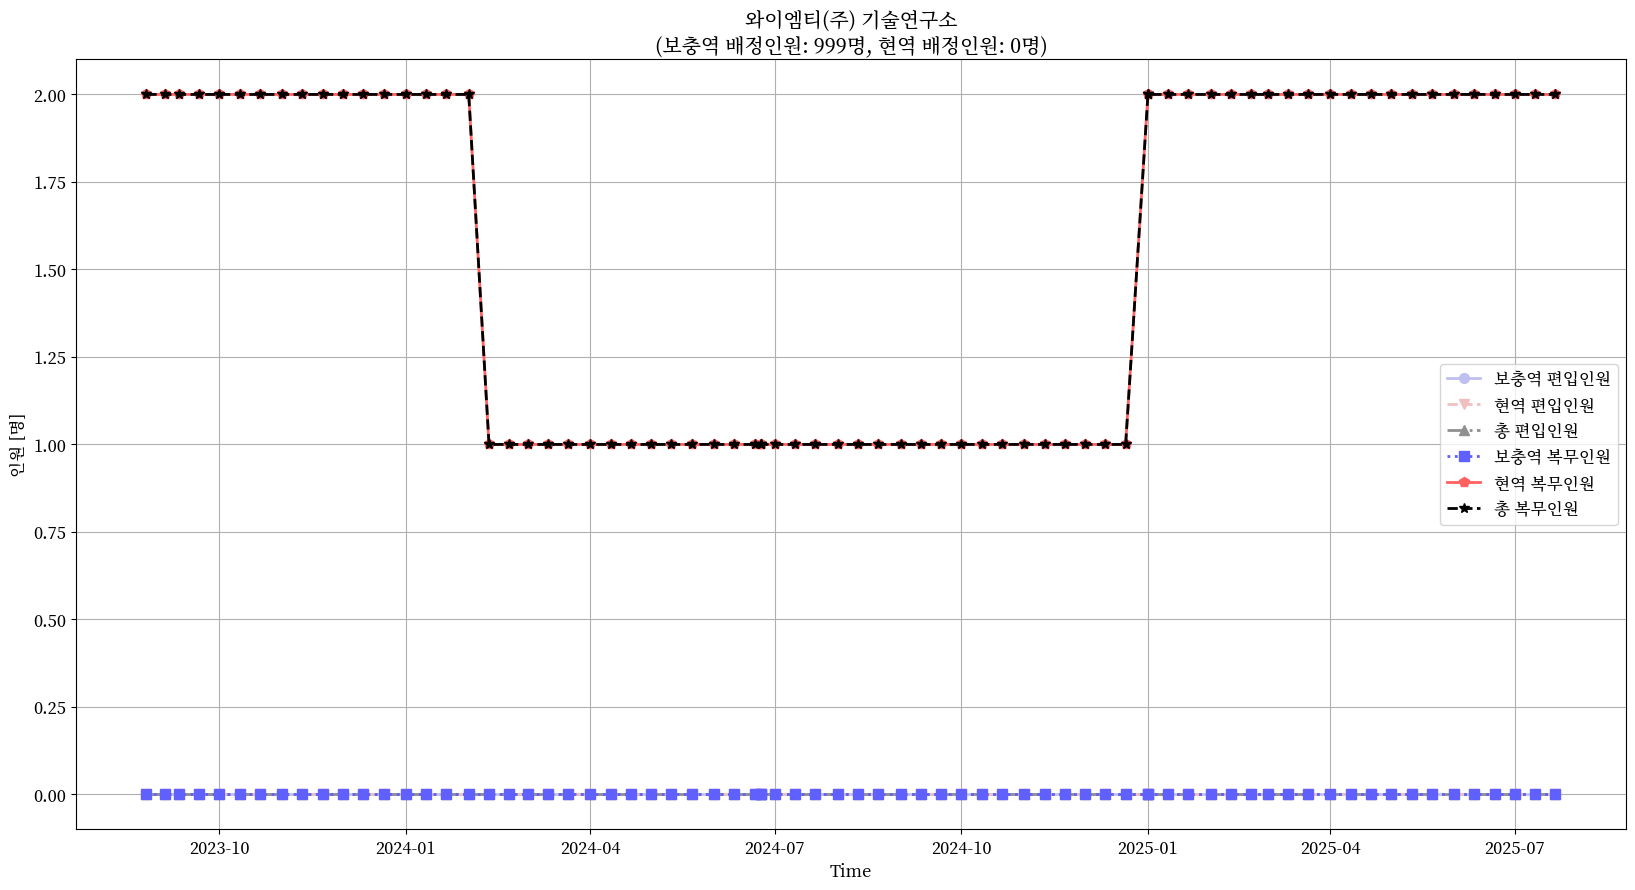 와이엠티(주) 기술연구소
(보충역 배정인원: 999명, 현역 배정인원: 0명)
2.00
1.75
1.50
1.25
1.00
0.75
0.50
0.25
0.00
인원 [명]
보충역 편입인원
현역 편입인원
총 편입인원
보충역 복무인원
현역 복무인원
총 복무인원
2023-10
2024-01
2024-04
2024-07
2024-10
2025-01
2025-04
2025-07
Time